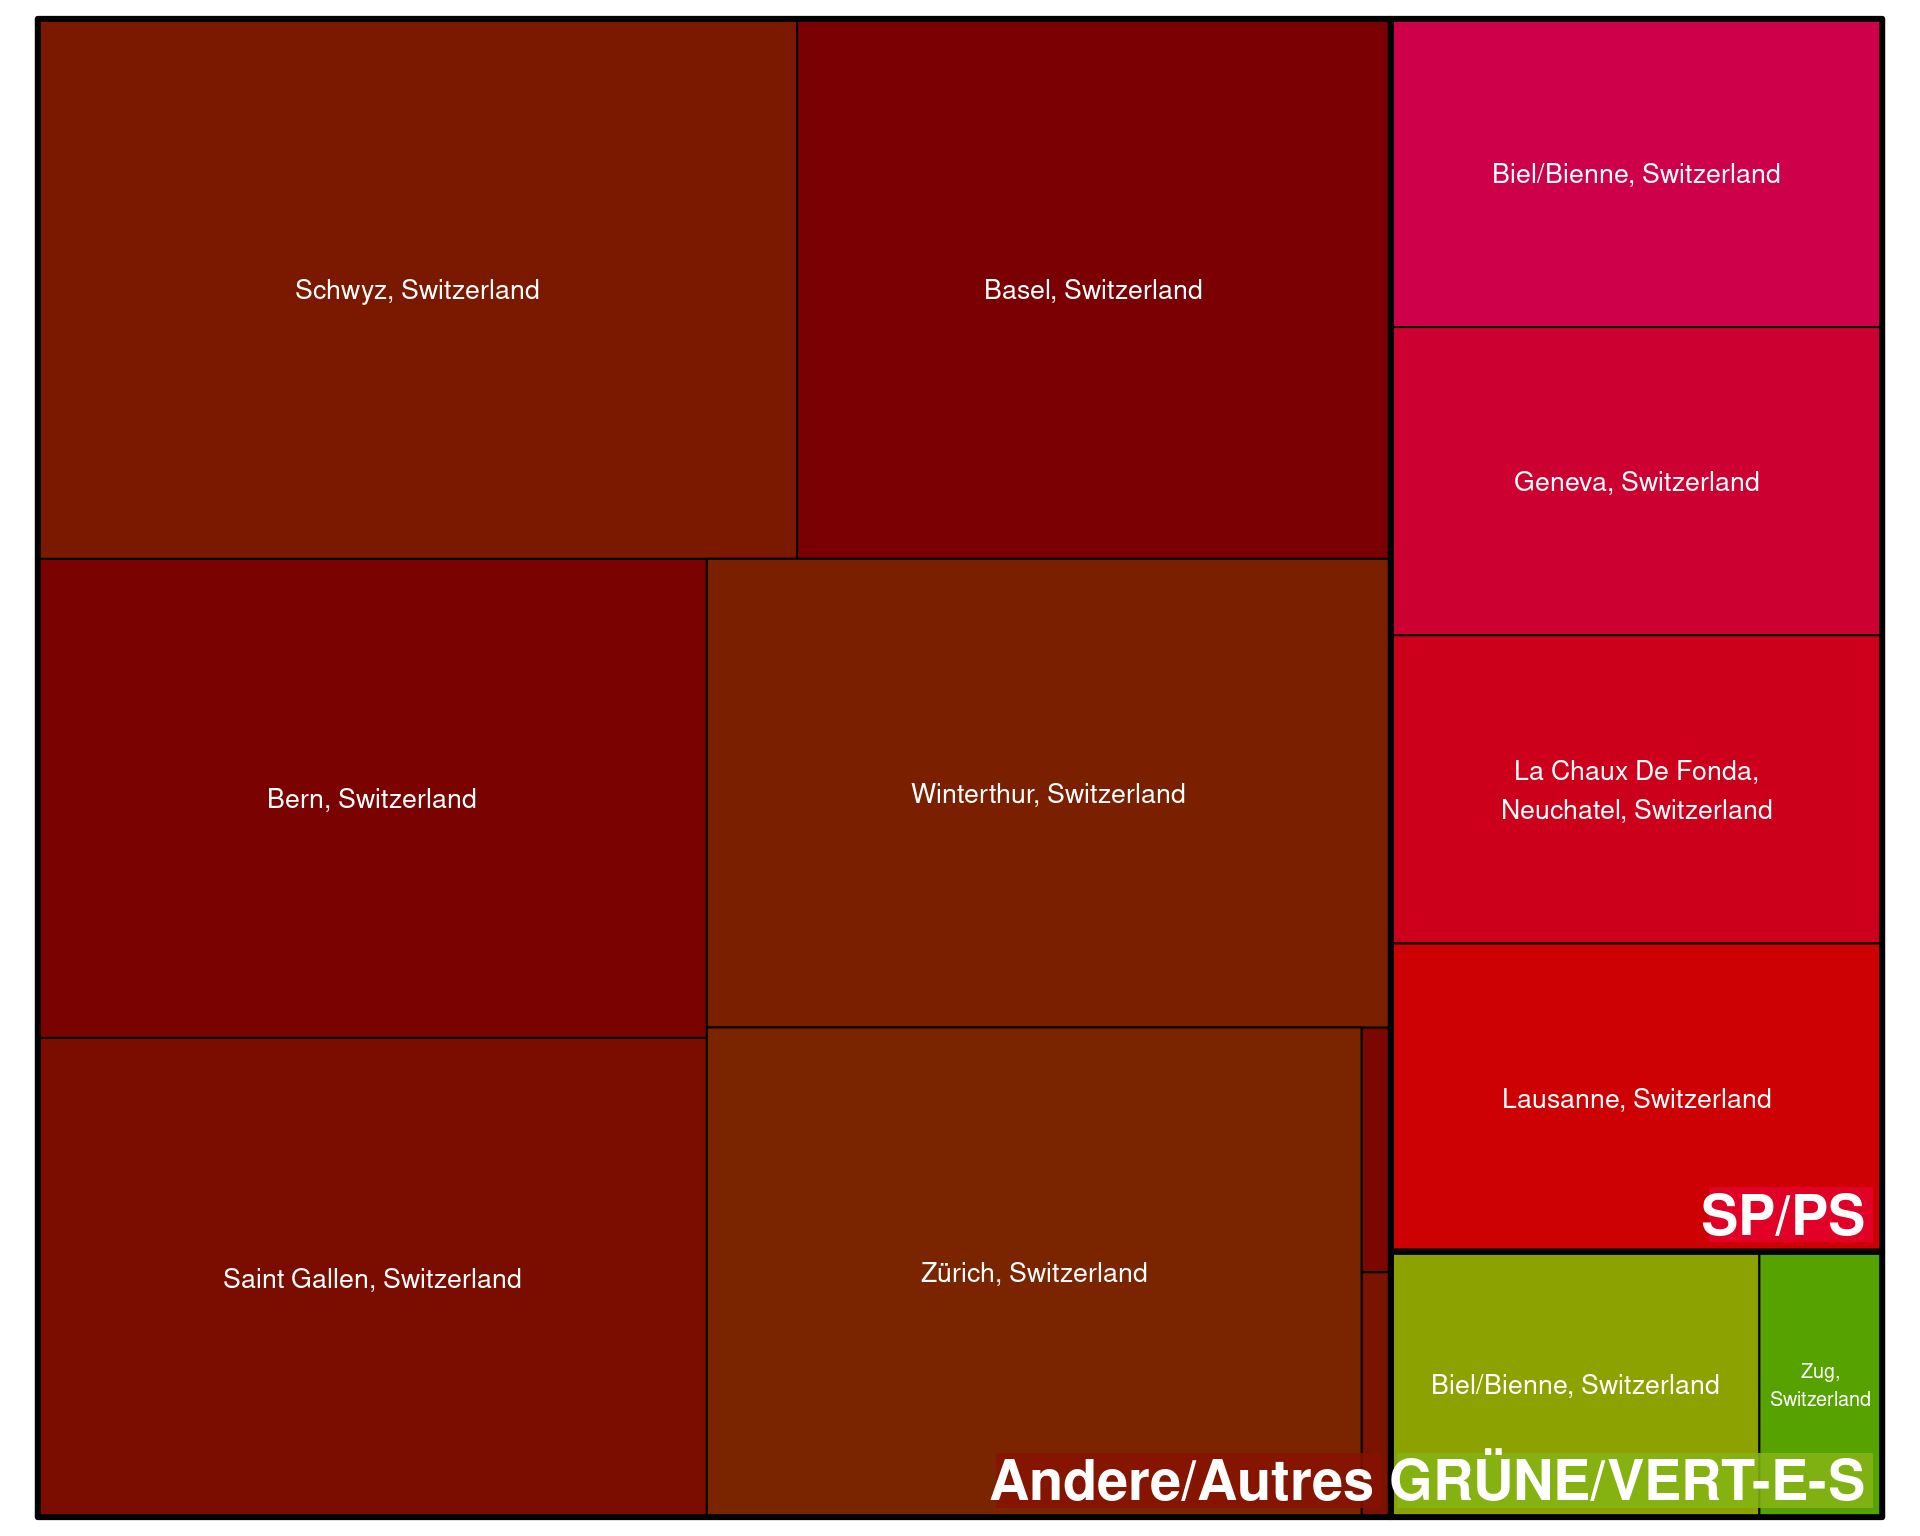 Schwyz, Switzerland
Basel, Switzerland
Bern, Switzerland
Winterthur, Switzerland
Saint Gallen, Switzerland
Zürich, Switzerland
Andere/Autres
Biel/Bienne, Switzerland
Geneva, Switzerland
La Chaux De Fonda,
Neuchatel, Switzerland
Lausanne, Switzerland
SP/PS
Biel/Bienne, Switzerland
Zug,
Switzerland
GRÜNE/VERT-E-S